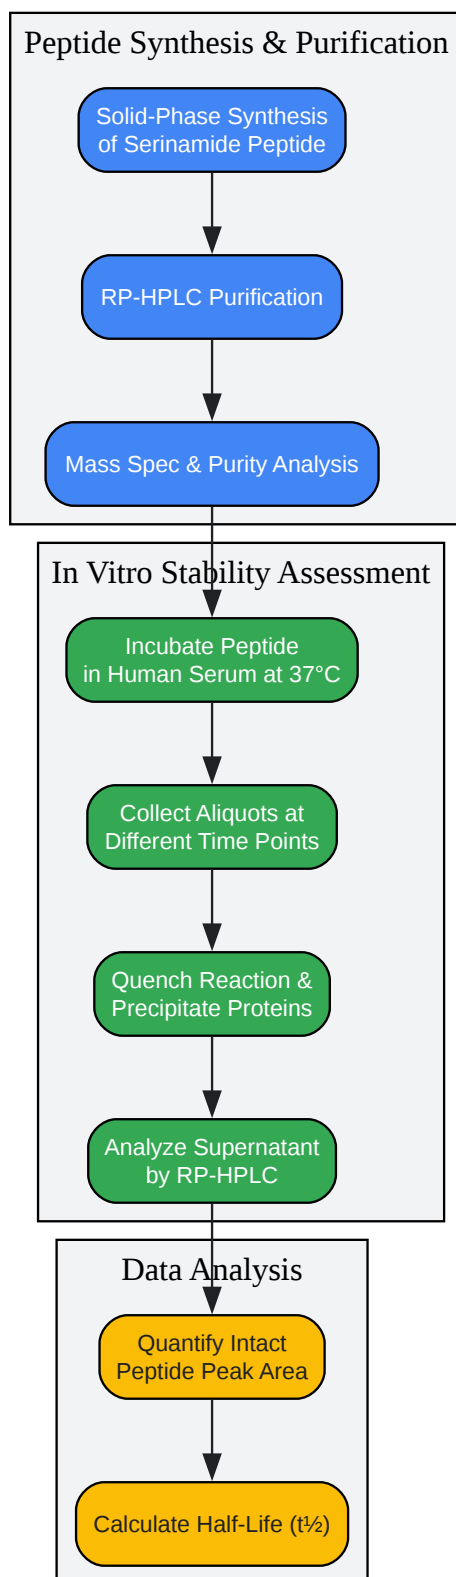 Peptide Synthesis & Purification
Solid-Phase Synthesis
of Serinamide Peptide
RP-HPLC Purification
Mass Spec & Purity Analysis
In Vitro Stability Assessment
Incubate Peptide
in Human Serum at 37°C
Collect Aliquots at
Different Time Points
Quench Reaction &
Precipitate Proteins
Analyze Supernatant
by RP-HPLC
Data Analysis
Quantify Intact
Peptide Peak Area
Calculate Half-Life (t½)